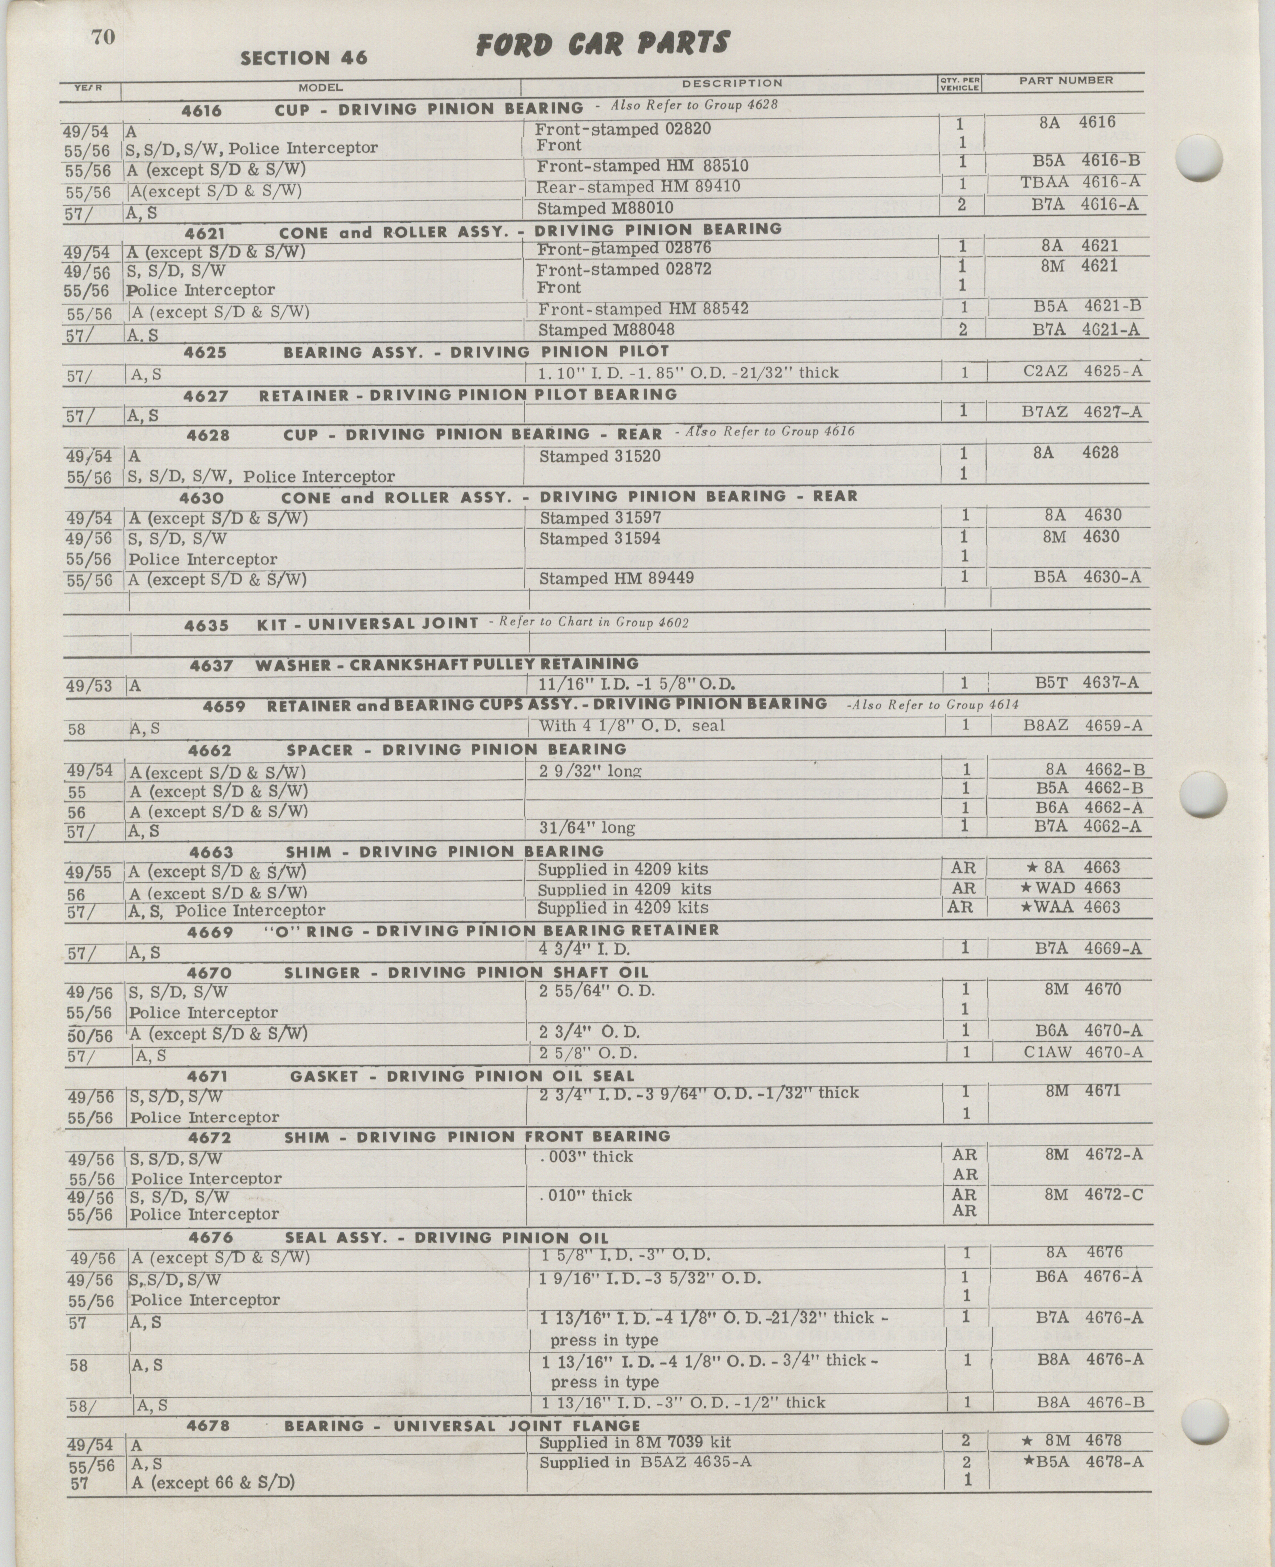 70
SECTION 46
FORD CAR PARTS
YEAR MODEL DESCRIPTION QTY. PER VEHICLE PART NUMBER
4616 CUP - DRIVING PINION BEARING - Also Refer to Group 4628
49/54 A Front-stamped 02820 1 8A 4616
55/56 S, S/D, S/W, Police Interceptor Front 1
55/56 A (except S/D & S/W) Front-stamped HM 88510 1 B5A 4616-B
55/56 A(except S/D & S/W) Rear-stamped HM 89410 1 TBAA 4616-A
57/ A, S Stamped M88010 2 B7A 4616-A
4621 CONE and ROLLER ASSY. - DRIVING PINION BEARING
49/54 A (except S/D & S/W) Front-stamped 02876 1 8A 4621
49/56 S, S/D, S/W Front-stamped 02872 1 8M 4621
55/56 Police Interceptor Front 1
55/56 A (except S/D & S/W) Front-stamped HM 88542 1 B5A 4621-B
57/ A. S Stamped M88048 2 B7A 4621-A
4625 BEARING ASSY. - DRIVING PINION PILOT
57/ A, S 1. 10" I. D. -1. 85" O.D. -21/32" thick 1 C2AZ 4625-A
4627 RETAINER - DRIVING PINION PILOT BEARING
57/ A, S 1 B7AZ 4627-A
4628 CUP - DRIVING PINION BEARING - REAR - Also Refer to Group 4616
49/54 A Stamped 31520 1 8A 4628
55/56 S, S/D, S/W, Police Interceptor 1
4630 CONE and ROLLER ASSY. - DRIVING PINION BEARING - REAR
49/54 A (except S/D & S/W) Stamped 31597 1 8A 4630
49/56 S, S/D, S/W Stamped 31594 1 8M 4630
55/56 Police Interceptor 1
55/56 A (except S/D & S/W) Stamped HM 89449 1 B5A 4630-A
4635 KIT - UNIVERSAL JOINT - Refer to Chart in Group 4602
4637 WASHER - CRANKSHAFT PULLEY RETAINING
49/53 A 11/16" I.D. -1 5/8" O.D. 1 B5T 4637-A
4659 RETAINER and BEARING CUPS ASSY. - DRIVING PINION BEARING -Also Refer to Group 4614
58 A, S With 4 1/8" O. D. seal 1 B8AZ 4659-A
4662 SPACER - DRIVING PINION BEARING
49/54 A (except S/D & S/W) 2 9/32" long 1 8A 4662-B
55 A (except S/D & S/W) 1 B5A 4662-B
56 A (except S/D & S/W) 1 B6A 4662-A
57/ A, S 31/64" long 1 B7A 4662-A
4663 SHIM - DRIVING PINION BEARING
49/55 A (except S/D & S/W) Supplied in 4209 kits AR ★ 8A 4663
56 A (except S/D & S/W) Supplied in 4209 kits AR ★ WAD 4663
57/ A, S, Police Interceptor Supplied in 4209 kits AR ★WAA 4663
4669 "O" RING - DRIVING PINION BEARING RETAINER
57/ A, S 4 3/4" I. D. 1 B7A 4669-A
4670 SLINGER - DRIVING PINION SHAFT OIL
49/56 S, S/D, S/W 2 55/64" O. D. 1 8M 4670
55/56 Police Interceptor 1
50/56 A (except S/D & S/W) 2 3/4" O. D. 1 B6A 4670-A
57/ A, S 2 5/8" O. D. 1 C1AW 4670-A
4671 GASKET - DRIVING PINION OIL SEAL
49/56 S, S/D, S/W 2 3/4" I. D. -3 9/64" O. D. -1/32" thick 1 8M 4671
55/56 Police Interceptor 1
4672 SHIM - DRIVING PINION FRONT BEARING
49/56 S, S/D, S/W . 003" thick AR 8M 4672-A
55/56 Police Interceptor AR
49/56 S, S/D, S/W . 010" thick AR 8M 4672-C
55/56 Police Interceptor AR
4676 SEAL ASSY. - DRIVING PINION OIL
49/56 A (except S/D & S/W) 1 5/8" I. D. -3" O. D. 1 8A 4676
49/56 S, S/D, S/W 1 9/16" I. D. -3 5/32" O. D. 1 B6A 4676-A
55/56 Police Interceptor 1
57 A, S 1 13/16" I. D. -4 1/8" O. D. -21/32" thick - 1 B7A 4676-A
press in type
58 A, S 1 13/16" I. D. -4 1/8" O. D. - 3/4" thick - 1 B8A 4676-A
press in type
58/ A, S 1 13/16" I. D. -3" O. D. -1/2" thick 1 B8A 4676-B
4678 BEARING - UNIVERSAL JOINT FLANGE
49/54 A Supplied in 8M 7039 kit 2 ★ 8M 4678
55/56 A, S Supplied in B5AZ 4635-A 2 ★B5A 4678-A
57 A (except 66 & S/D) 1